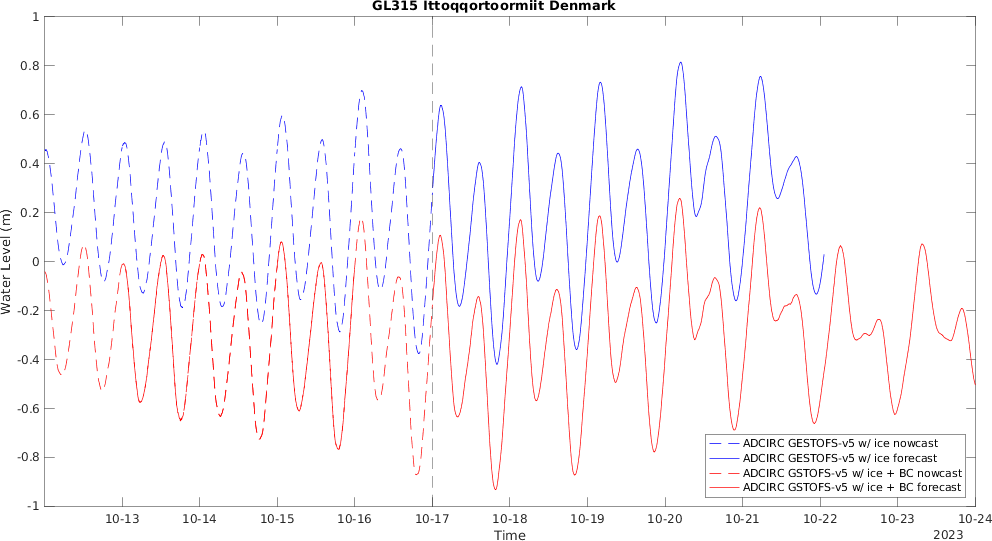 GL315 Ittoqqortoormiit Denmark
1
0.8
0.6
0.4
0.2
0
-0.2
-0.4
-0.6
-0.8
-1
Water Level (m)
ADCIRC GESTOFS-v5 w/ ice nowcast
ADCIRC GESTOFS-v5 w/ ice forecast
ADCIRC GSTOFS-v5 w/ ice + BC nowcast
ADCIRC GSTOFS-v5 w/ ice + BC forecast
10-13 10-14 10-15 10-16 10-17 10-18 10-19 10-20 10-21 10-22 10-23 10-24
Time
2023